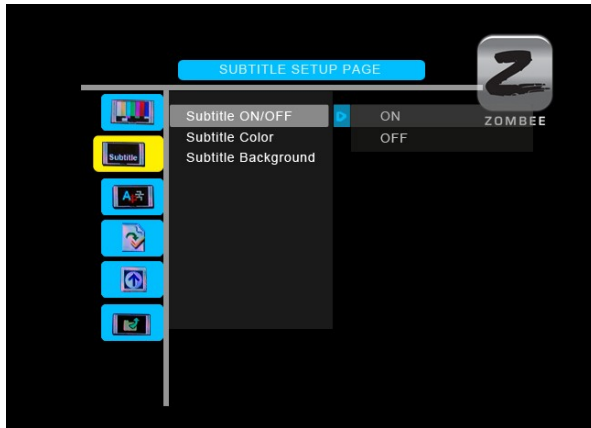 SUBTITLE SETUP PAGE
Z
ZOMBEE
Subtitle ON/OFF
ON
Subtitle Color
OFF
Subtitle Background
Subtitle
A